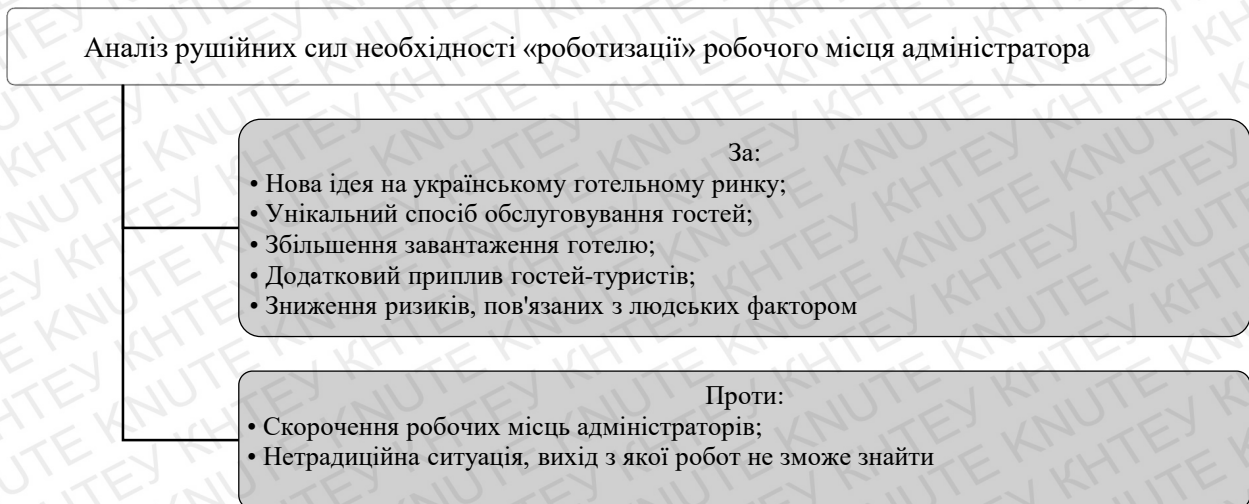 Аналіз рушійних сил необхідності «роботизації» робочого місця адміністратора
За:
• Нова ідея на українському готельному ринку;
• Унікальний спосіб обслуговування гостей;
• Збільшення завантаження готелю;
• Додатковий приплив гостей-туристів;
• Зниження ризиків, пов'язаних з людських фактором
Проти:
• Скорочення робочих місць адміністраторів;
• Нетрадиційна ситуація, вихід з якої робот не зможе знайти